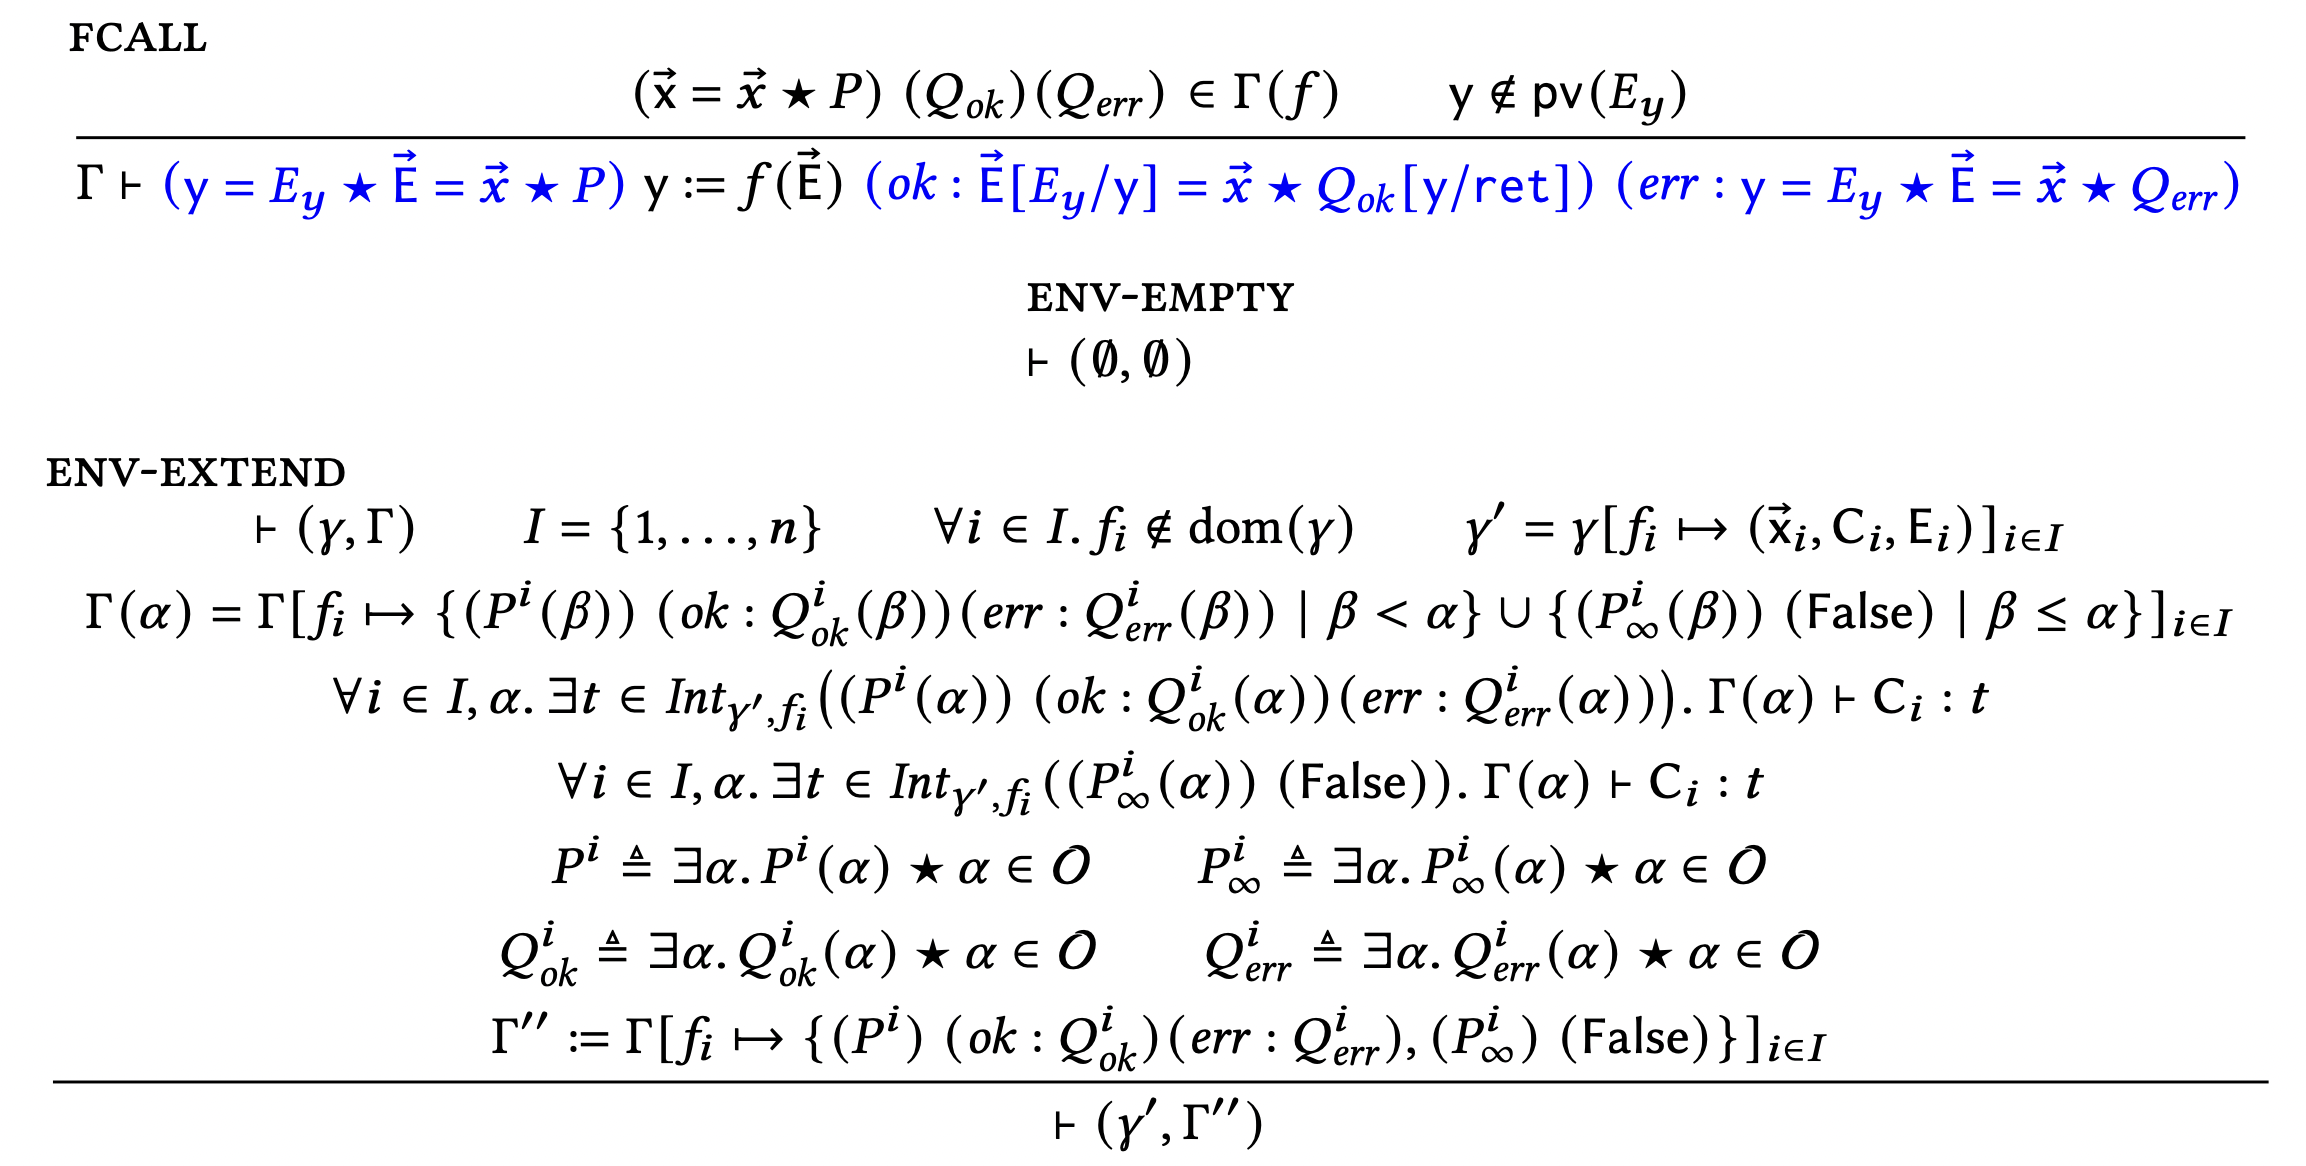 FCALL
(x⃗ = x⃗ ★ P) (Q_ok)(Q_err) ∈ Γ(f)   y ∉ pv(E_y)
Γ ⊢ (y = E_y ★ E⃗ = x⃗ ★ P) y := f(E⃗) (ok : E⃗[E_y/y] = x⃗ ★ Q_ok[y/ret]) (err : y = E_y ★ E⃗ = x⃗ ★ Q_err)
ENV-EMPTY
⊢ (∅, ∅)
ENV-EXTEND
⊢ (γ, Γ)   I = {1, . . . , n}   ∀i ∈ I. f_i ∉ dom(γ)   γ′ = γ[f_i ↦ (x⃗_i, C_i, E_i)]_{i∈I}
Γ(α) = Γ[f_i ↦ {(P^i(β)) (ok : Q^i_ok(β))(err : Q^i_err(β)) | β < α} ∪ {(P^i_∞(β)) (False) | β ≤ α}]_{i∈I}
∀i ∈ I, α. ∃t ∈ Int_{γ′,f_i}((P^i(α)) (ok : Q^i_ok(α))(err : Q^i_err(α))). Γ(α) ⊢ C_i : t
∀i ∈ I, α. ∃t ∈ Int_{γ′,f_i}((P^i_∞(α)) (False)). Γ(α) ⊢ C_i : t
P^i ≜ ∃α. P^i(α) ★ α ∈ O   P^i_∞ ≜ ∃α. P^i_∞(α) ★ α ∈ O
Q^i_ok ≜ ∃α. Q^i_ok(α) ★ α ∈ O   Q^i_err ≜ ∃α. Q^i_err(α) ★ α ∈ O
Γ′′ := Γ[f_i ↦ {(P^i) (ok : Q^i_ok)(err : Q^i_err), (P^i_∞) (False)}]_{i∈I}
⊢ (γ′, Γ′′)